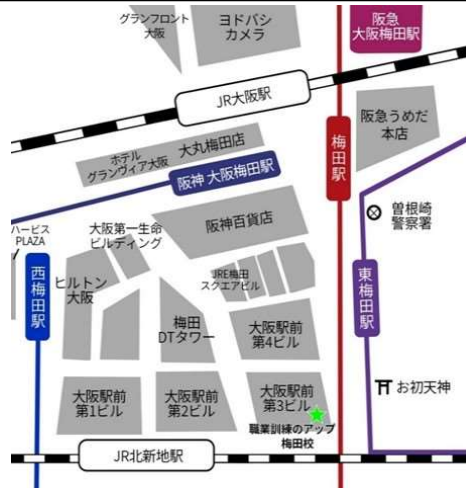 グランフロント
大阪
ヨドバシ
カメラ
阪急
大阪梅田駅
JR大阪駅
阪急うめだ
本店
梅田駅
大丸梅田店
ホテル
グランヴィア大阪
阪神 大阪梅田駅
曽根崎
警察署
阪神百貨店
大阪第一生命
ビルディング
ハービス
PLAZA
西梅田駅
ヒルトン
大阪
JRE梅田
スクエアビル
東梅田駅
梅田
DTタワー
大阪駅前
第4ビル
大阪駅前
第1ビル
大阪駅前
第2ビル
大阪駅前
第3ビル
お初天神
職業訓練のアップ
梅田校
JR北新地駅